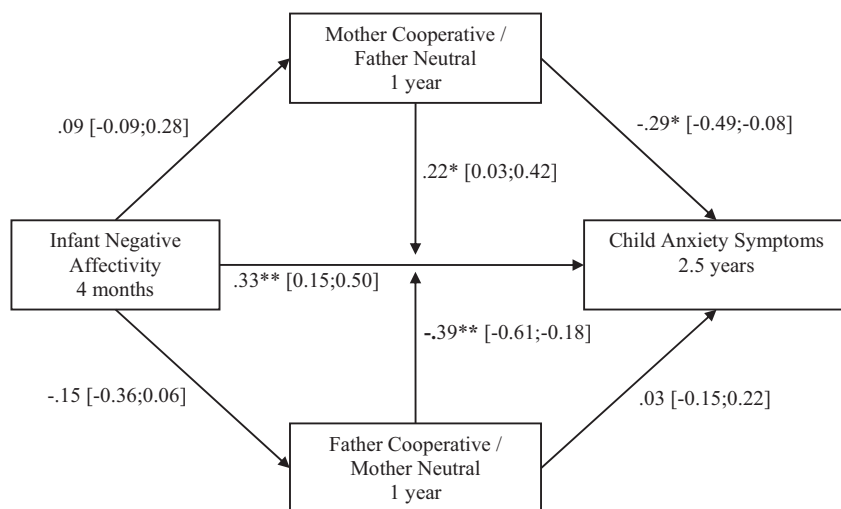 Mother Cooperative /
Father Neutral
1 year
.09 [-0.09;0.28]
-.29* [-0.49;-0.08]
.22* [0.03;0.42]
Infant Negative
Affectivity
4 months
Child Anxiety Symptoms
2.5 years
.33** [0.15;0.50]
-.39** [-0.61;-0.18]
-.15 [-0.36;0.06]
.03 [-0.15;0.22]
Father Cooperative /
Mother Neutral
1 year